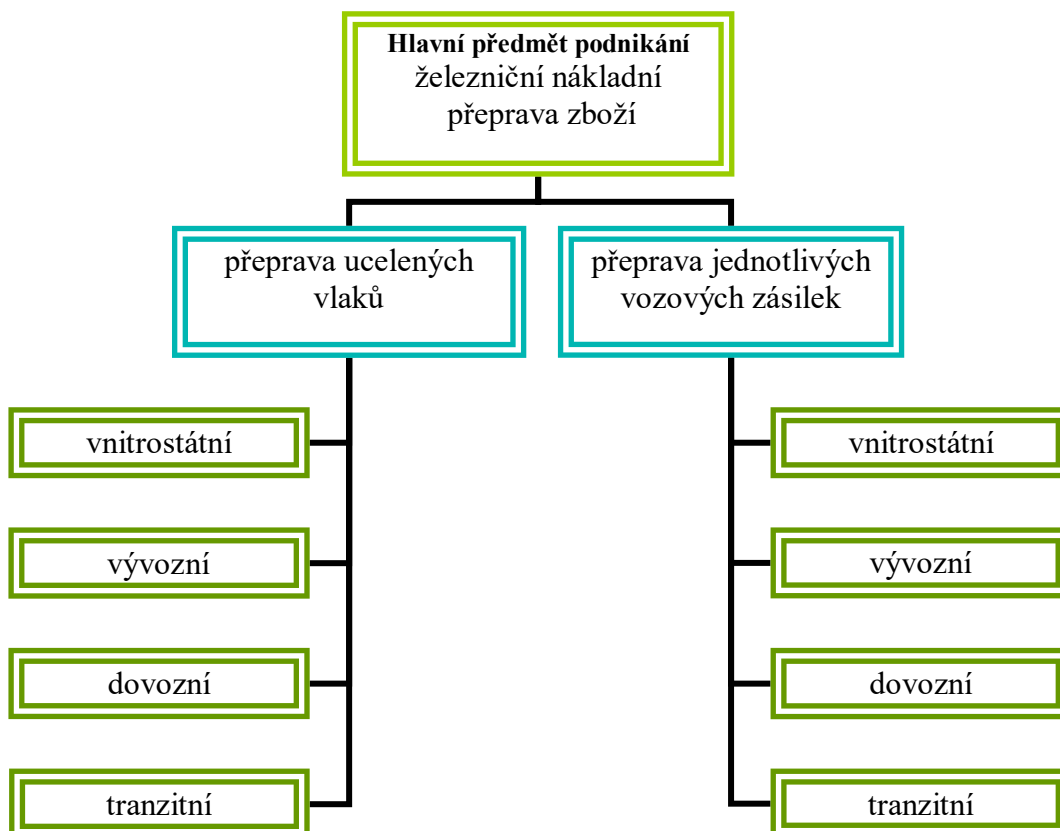 Hlavní předmět podnikání
železniční nákladní
přeprava zboží
přeprava ucelených
vlaků
přeprava jednotlivých
vozových zásilek
vnitrostátní
vývozní
dovozní
tranzitní
vnitrostátní
vývozní
dovozní
tranzitní